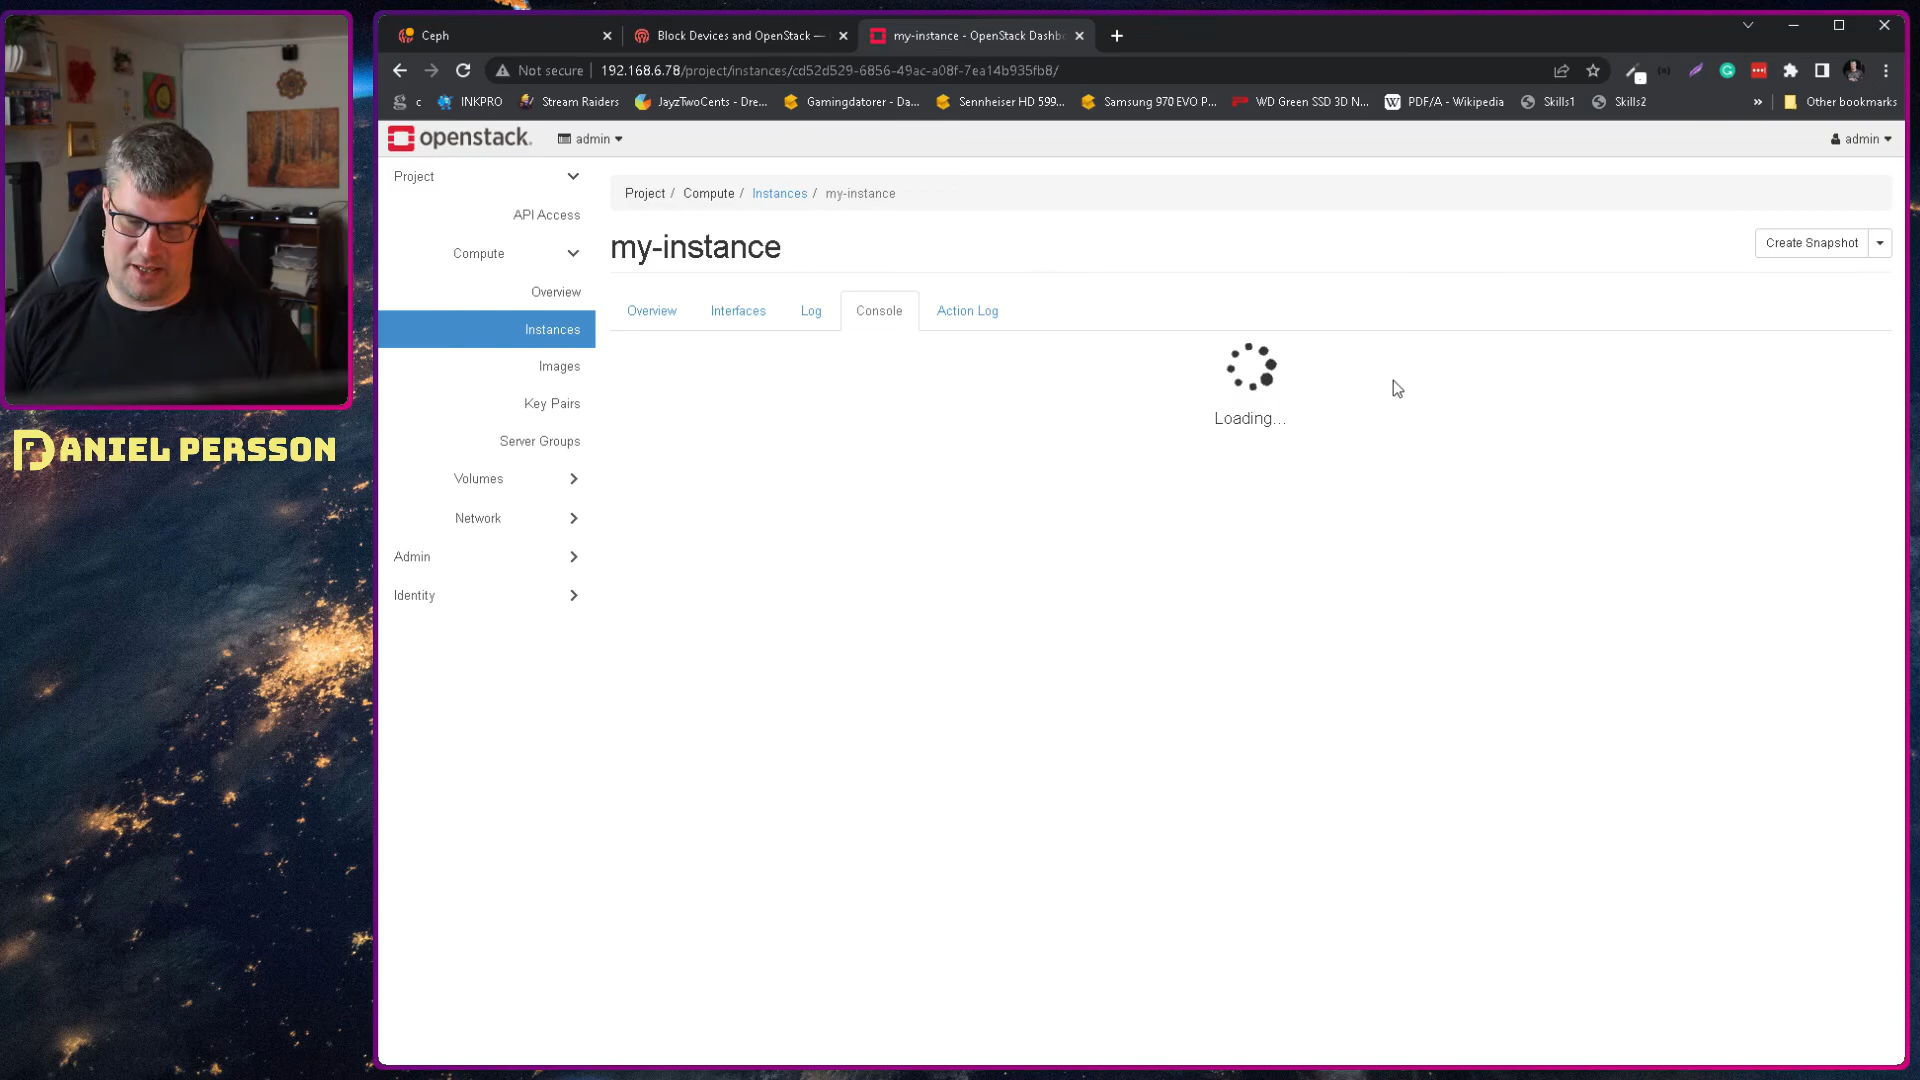 Ceph
Block Devices and OpenStack —
my-instance - OpenStack Dashbo
Not secure
192.168.6.78/project/instances/cd52d529-6856-49ac-a08f-7ea14b935fb8/
c
INKPRO
Stream Raiders
JayzTwoCents - Dre...
Gamingdatorer - Da...
Sennheiser HD 599...
Samsung 970 EVO P...
WD Green SSD 3D N...
PDF/A - Wikipedia
Skills1
Skills2
»
Other bookmarks
openstack.
admin
admin
Project
API Access
Compute
Overview
Instances
Images
Key Pairs
Server Groups
Volumes
Network
Admin
Identity
Project / Compute / Instances / my-instance
my-instance
Create Snapshot
Overview
Interfaces
Log
Console
Action Log
Loading...
DANIEL PERSSON